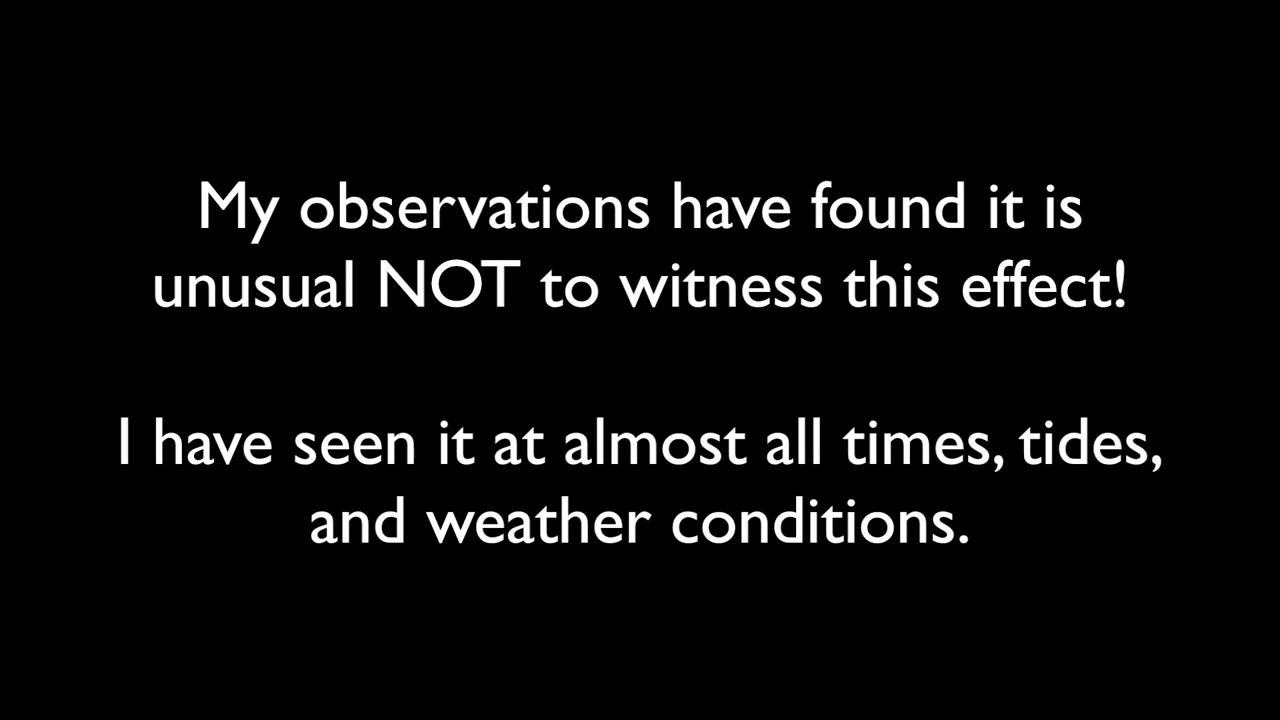 My observations have found it is
unusual NOT to witness this effect!
I have seen it at almost all times, tides,
and weather conditions.